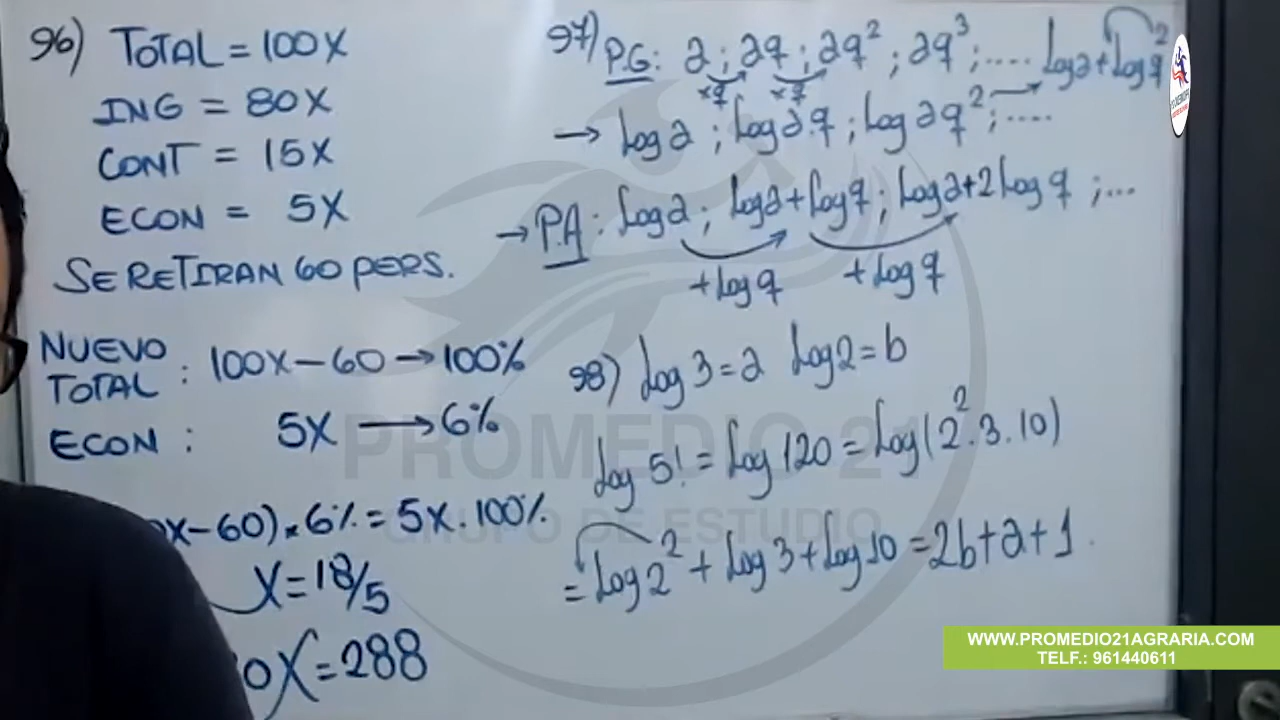 96) TOTAL = 100X
ING = 80X
CONT = 15X
ECON = 5X
SE RETIRAN 60 PERS.
NUEVO TOTAL : 100X-60 → 100%
ECON : 5X → 6%
X-60) × 6% = 5X . 100%
X = 18/5
0X = 288
97) P.G: a ; aq ; aq² ; aq³ ; .... Log a + Log q²
×q ×q
→ Log a ; Log a.q ; Log aq² ; .... →
→ P.A : Log a ; Log a + Log q ; Log a + 2 Log q ; ...
+ Log q + Log q
98) Log 3 = a Log 2 = b
Log 5! = Log 120 = Log (2² . 3 . 10)
= Log 2² + Log 3 + Log 10 = 2b + a + 1
PROMEDIO 21
GRUPO DE ESTUDIO
WWW.PROMEDIO21AGRARIA.COM
TELF.: 961440611